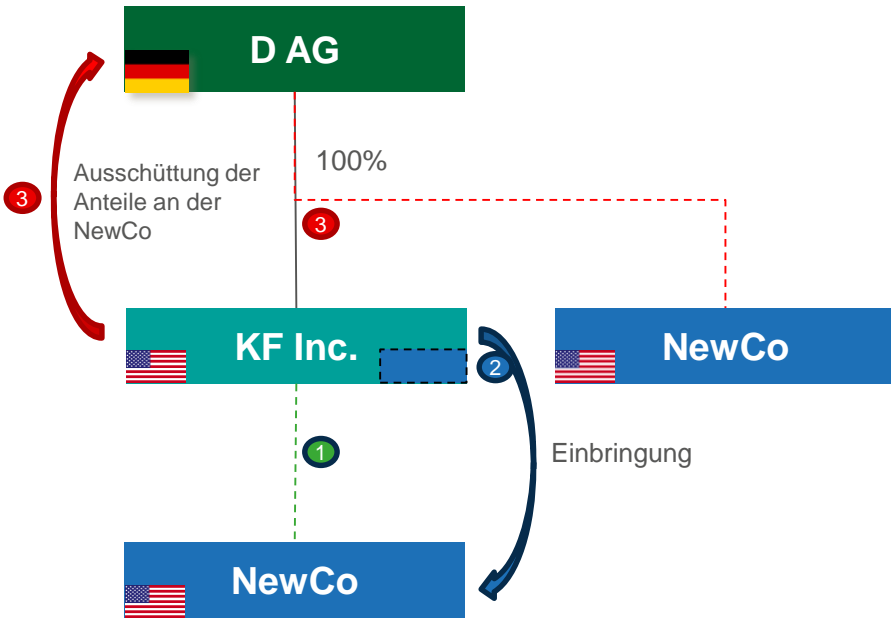 D AG
100%
Ausschüttung der
Anteile an der
NewCo
3
3
KF Inc.
NewCo
2
1
Einbringung
NewCo